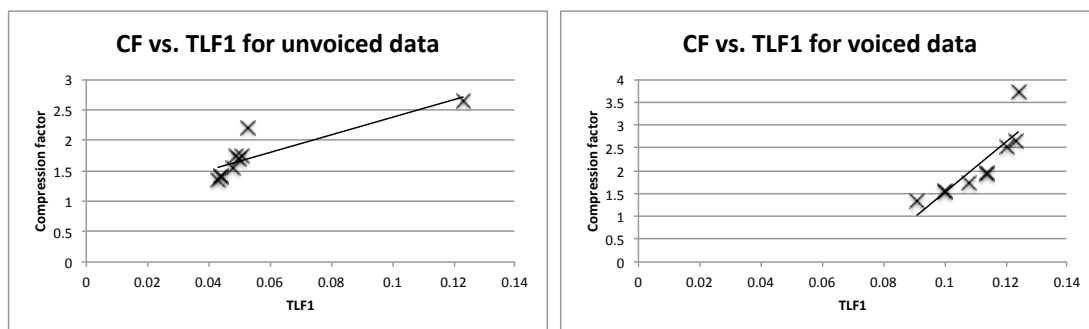 CF vs. TLF1 for unvoiced data
Compression factor
3
2.5
2
1.5
1
0.5
0
0 0.02 0.04 0.06 0.08 0.1 0.12 0.14
TLF1
CF vs. TLF1 for voiced data
Compression factor
4
3.5
3
2.5
2
1.5
1
0.5
0
0 0.02 0.04 0.06 0.08 0.1 0.12 0.14
TLF1